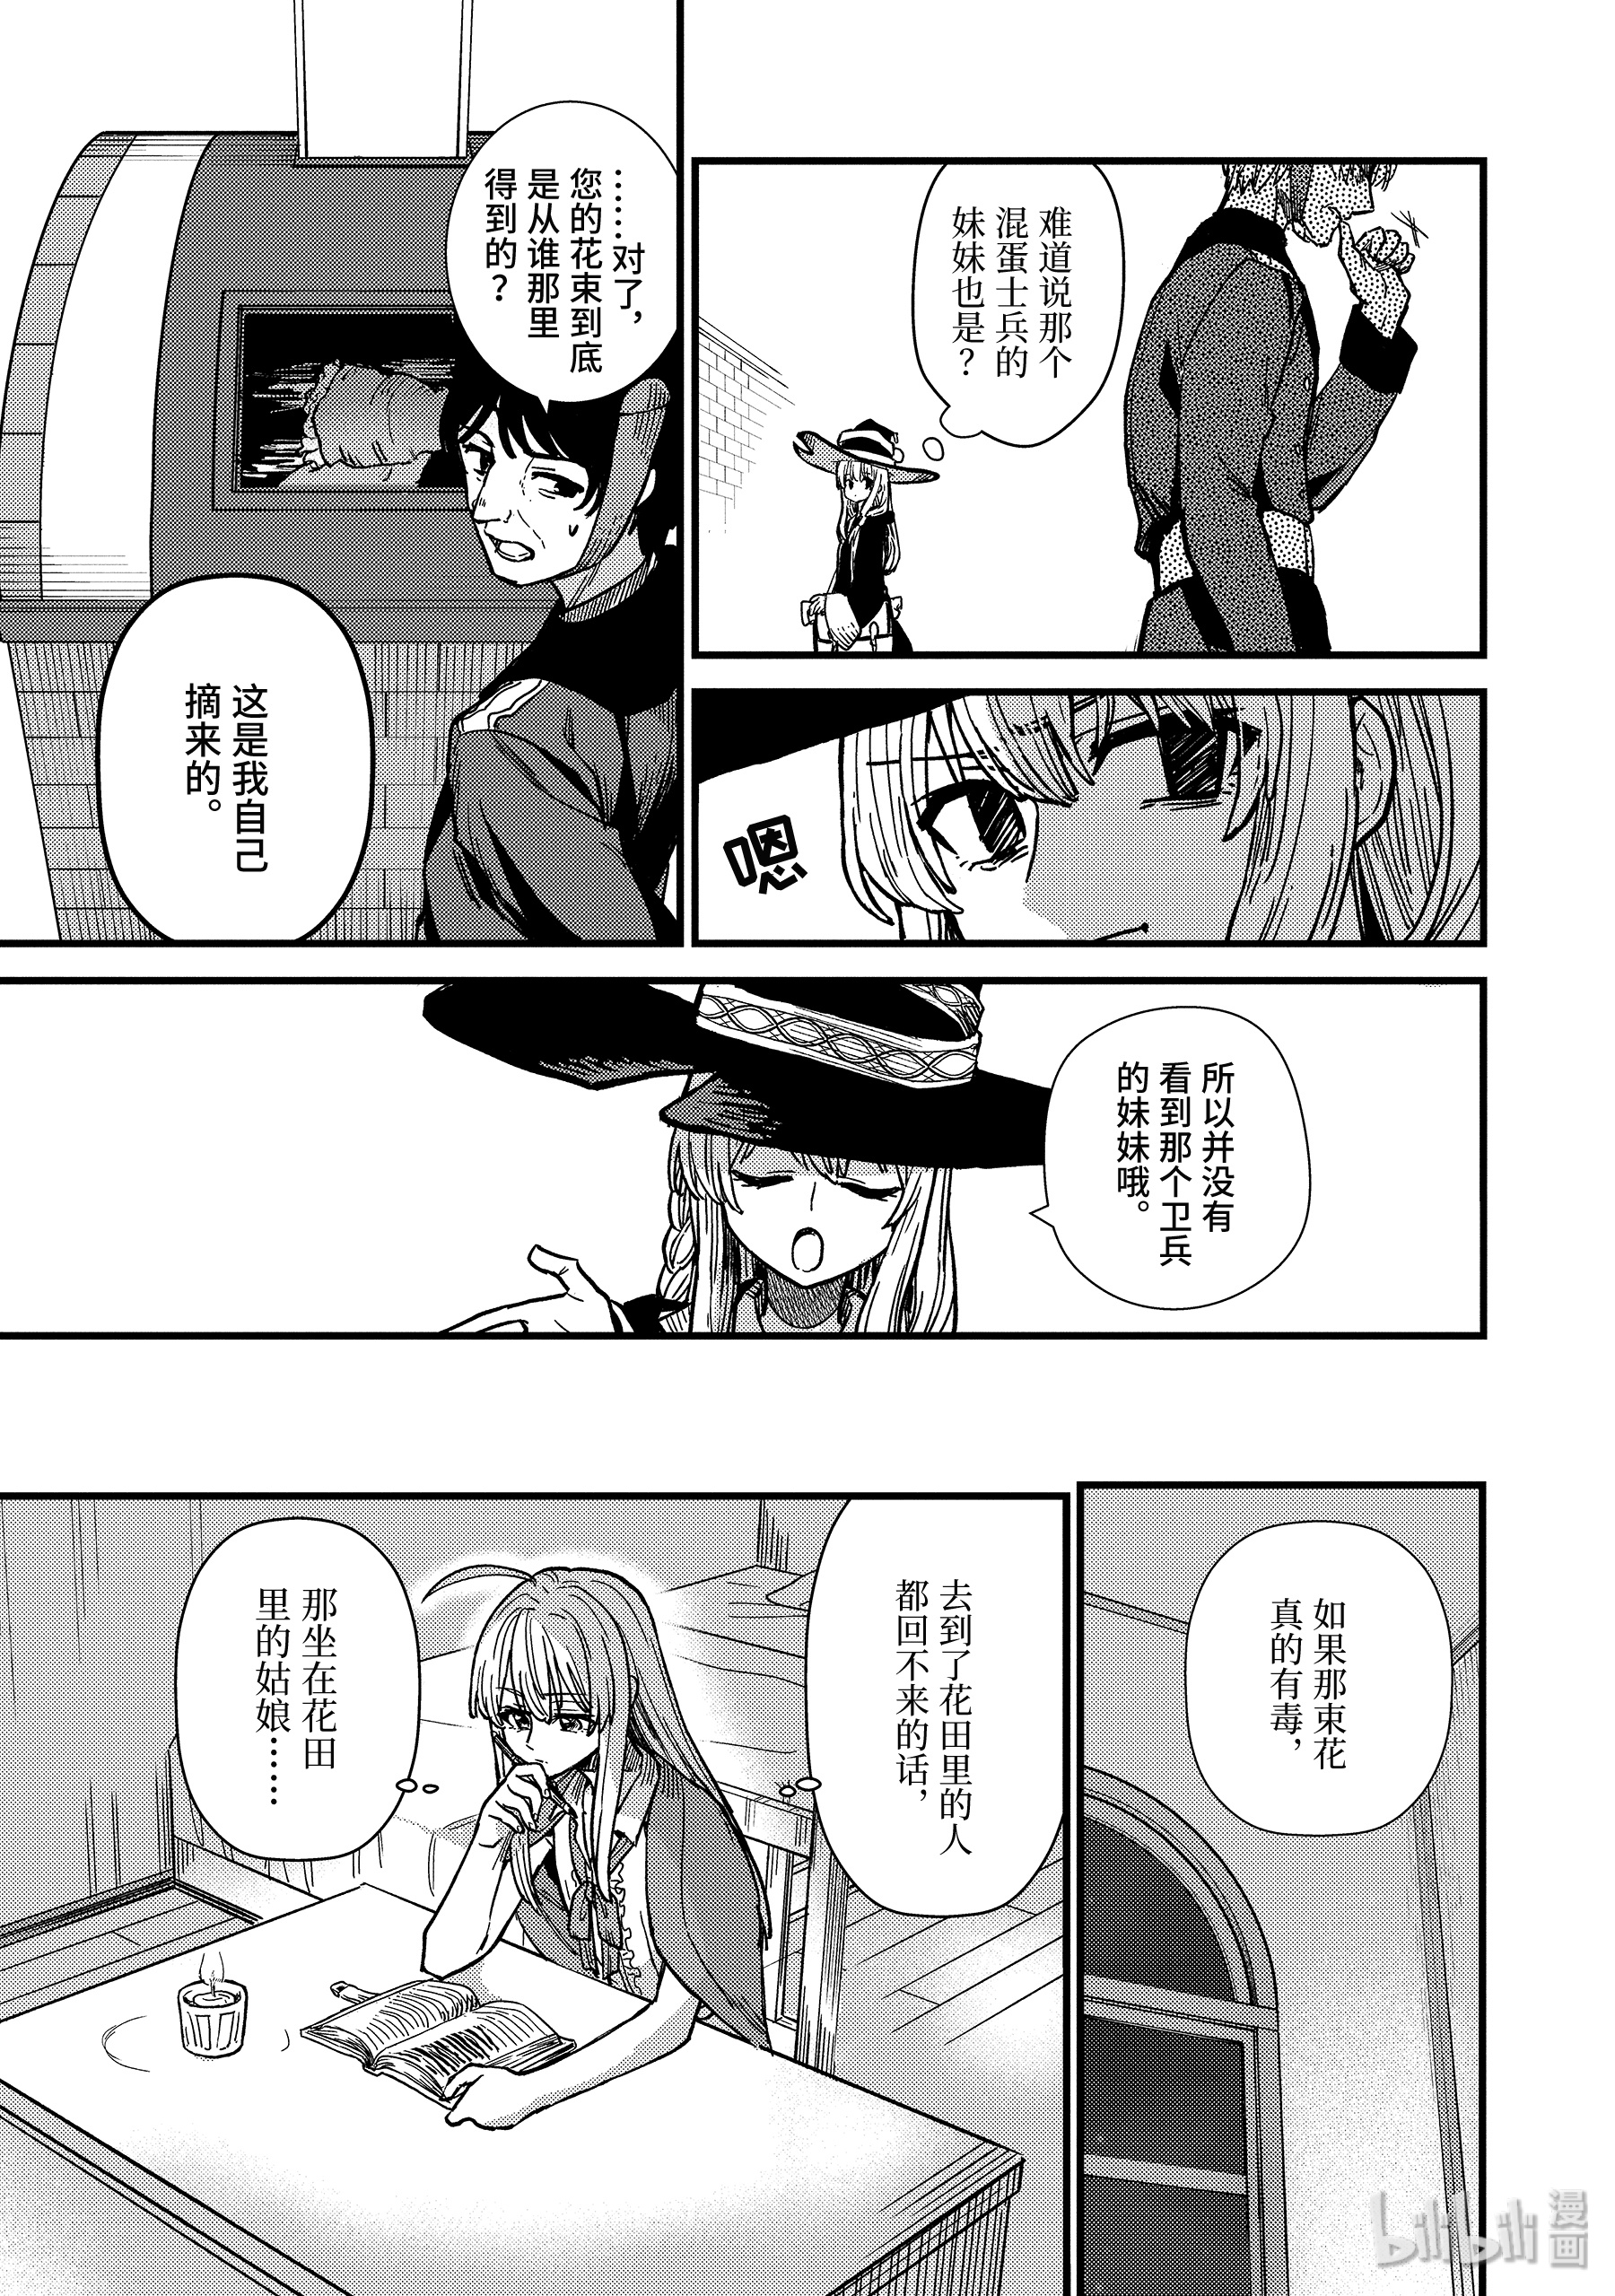 难道说那个
混蛋士兵的
妹妹也是？
嗯
……对了，
您的花束到底
是从谁那里
得到的？
这是我自己
摘来的。
所以并没有
看到那个卫兵
的妹妹哦。
如果那束花
真的有毒，
去到了花田里的人
都回不来的话，
那坐在花田
里的姑娘……
bilibili
漫画